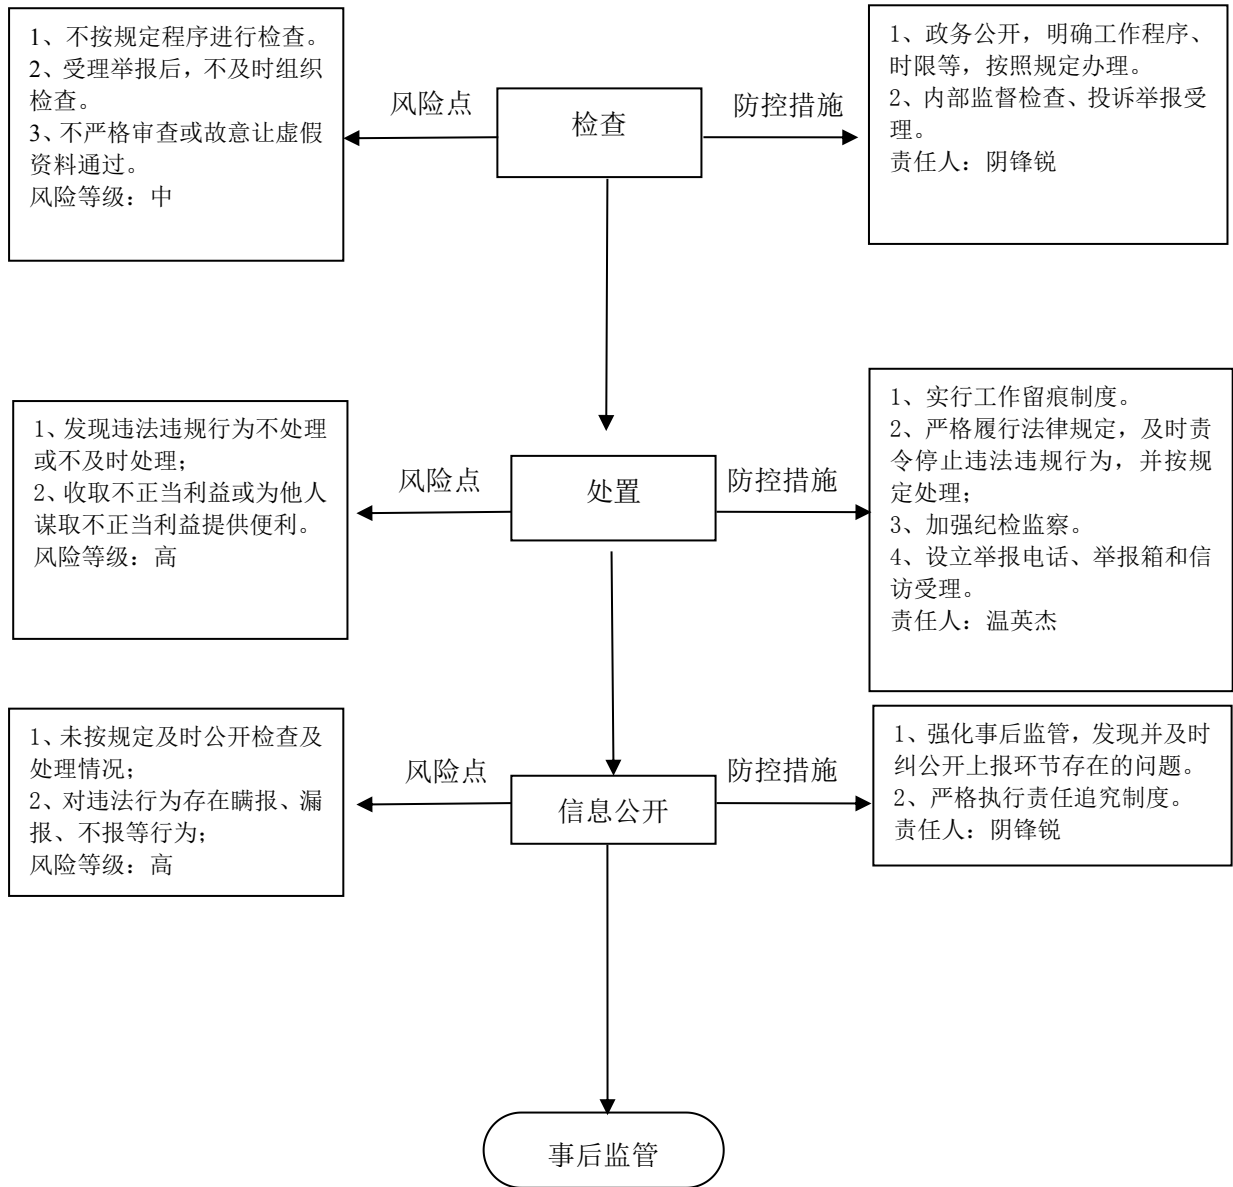 1、不按规定程序进行检查。
2、受理举报后，不及时组织
检查。
3、不严格审查或故意让虚假
资料通过。
风险等级：中
风险点
检查
防控措施
1、政务公开，明确工作程序、
时限等，按照规定办理。
2、内部监督检查、投诉举报受
理。
责任人：阴锋锐
1、发现违法违规行为不处理
或不及时处理；
2、收取不正当利益或为他人
谋取不正当利益提供便利。
风险等级：高
风险点
处置
防控措施
1、实行工作留痕制度。
2、严格履行法律规定，及时责
令停止违法违规行为，并按规
定处理；
3、加强纪检监察。
4、设立举报电话、举报箱和信
访受理。
责任人：温英杰
1、未按规定及时公开检查及
处理情况；
2、对违法行为存在瞒报、漏
报、不报等行为；
风险等级：高
风险点
信息公开
防控措施
1、强化事后监管，发现并及时
纠公开上报环节存在的问题。
2、严格执行责任追究制度。
责任人：阴锋锐
事后监管